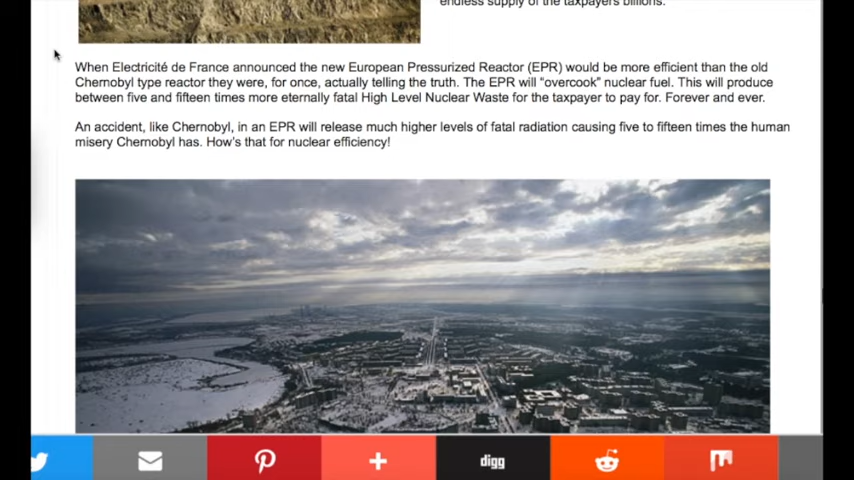 endless supply of the taxpayers billions.
When Electricité de France announced the new European Pressurized Reactor (EPR) would be more efficient than the old
Chernobyl type reactor they were, for once, actually telling the truth. The EPR will “overcook” nuclear fuel. This will produce
between five and fifteen times more eternally fatal High Level Nuclear Waste for the taxpayer to pay for. Forever and ever.
An accident, like Chernobyl, in an EPR will release much higher levels of fatal radiation causing five to fifteen times the human
misery Chernobyl has. How’s that for nuclear efficiency!
digg